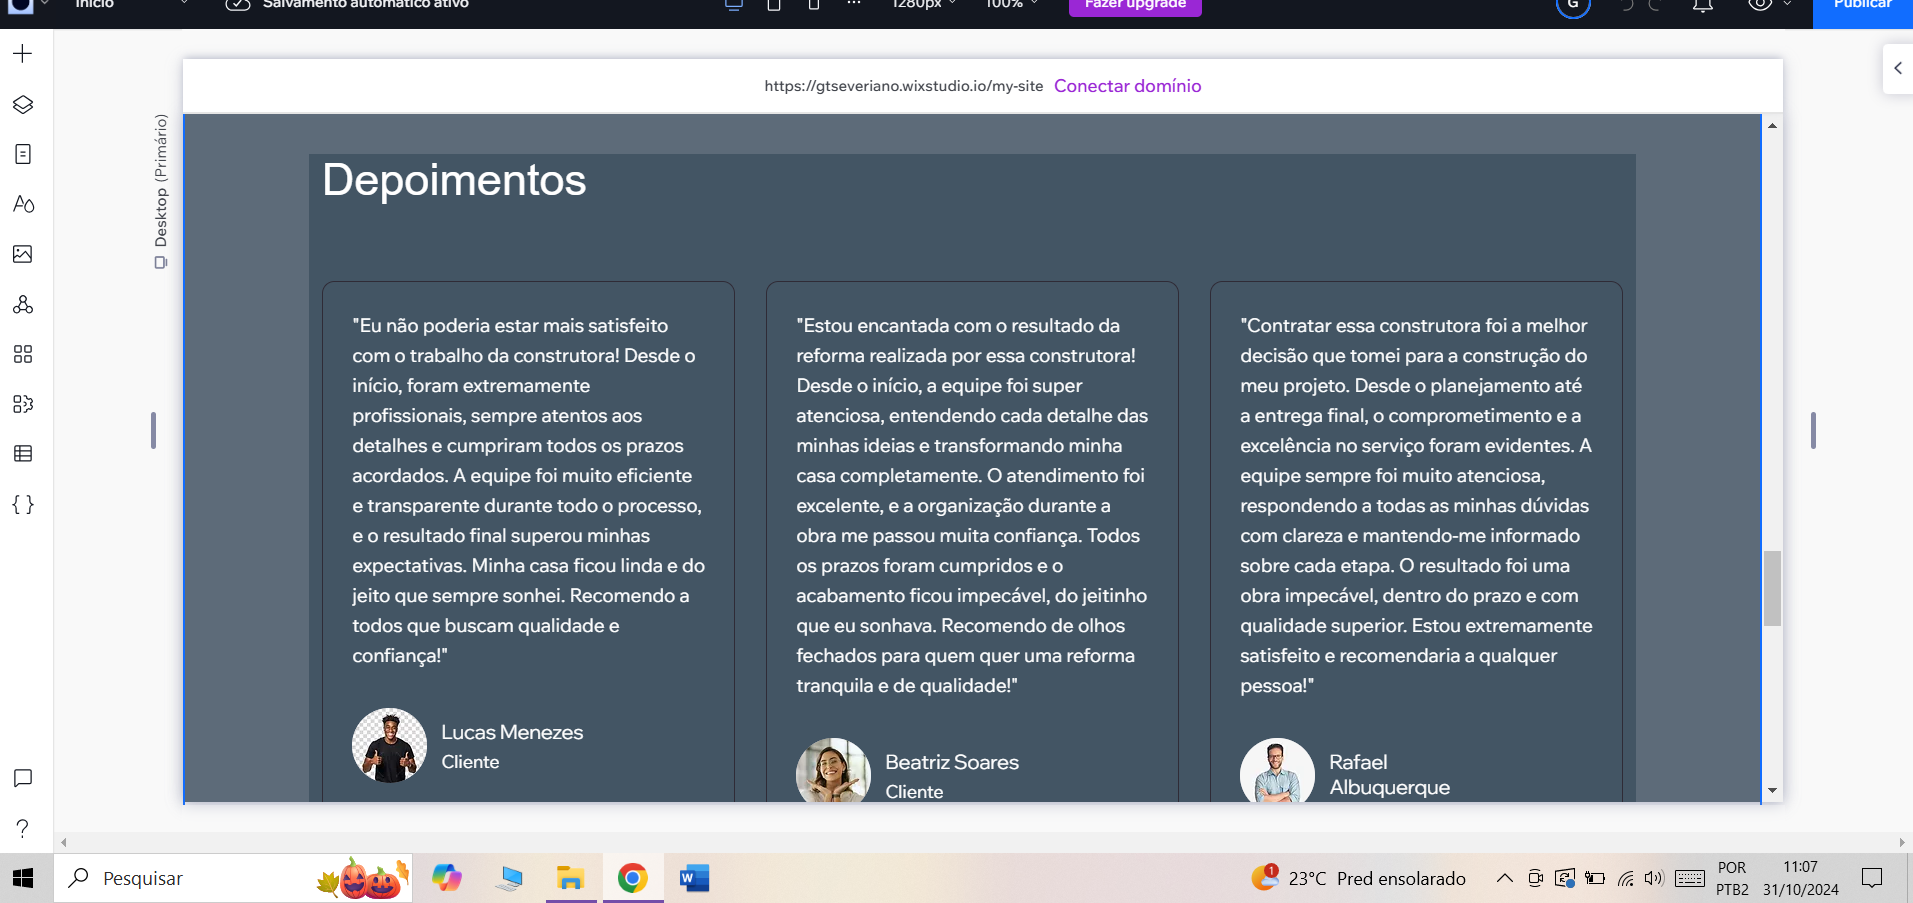 Início
Salvamento automático ativo
1280px
100%
Fazer upgrade
G
Publicar
https://gtseveriano.wixstudio.io/my-site Conectar domínio
Desktop (Primário)
Depoimentos
"Eu não poderia estar mais satisfeito
com o trabalho da construtora! Desde o
início, foram extremamente
profissionais, sempre atentos aos
detalhes e cumpriram todos os prazos
acordados. A equipe foi muito eficiente
e transparente durante todo o processo,
e o resultado final superou minhas
expectativas. Minha casa ficou linda e do
jeito que sempre sonhei. Recomendo a
todos que buscam qualidade e
confiança!"
Lucas Menezes
Cliente
"Estou encantada com o resultado da
reforma realizada por essa construtora!
Desde o início, a equipe foi super
atenciosa, entendendo cada detalhe das
minhas ideias e transformando minha
casa completamente. O atendimento foi
excelente, e a organização durante a
obra me passou muita confiança. Todos
os prazos foram cumpridos e o
acabamento ficou impecável, do jeitinho
que eu sonhava. Recomendo de olhos
fechados para quem quer uma reforma
tranquila e de qualidade!"
Beatriz Soares
Cliente
"Contratar essa construtora foi a melhor
decisão que tomei para a construção do
meu projeto. Desde o planejamento até
a entrega final, o comprometimento e a
excelência no serviço foram evidentes. A
equipe sempre foi muito atenciosa,
respondendo a todas as minhas dúvidas
com clareza e mantendo-me informado
sobre cada etapa. O resultado foi uma
obra impecável, dentro do prazo e com
qualidade superior. Estou extremamente
satisfeito e recomendaria a qualquer
pessoa!"
Rafael
Albuquerque
Pesquisar
W
1
23°C Pred ensolarado
POR
PTB2
11:07
31/10/2024